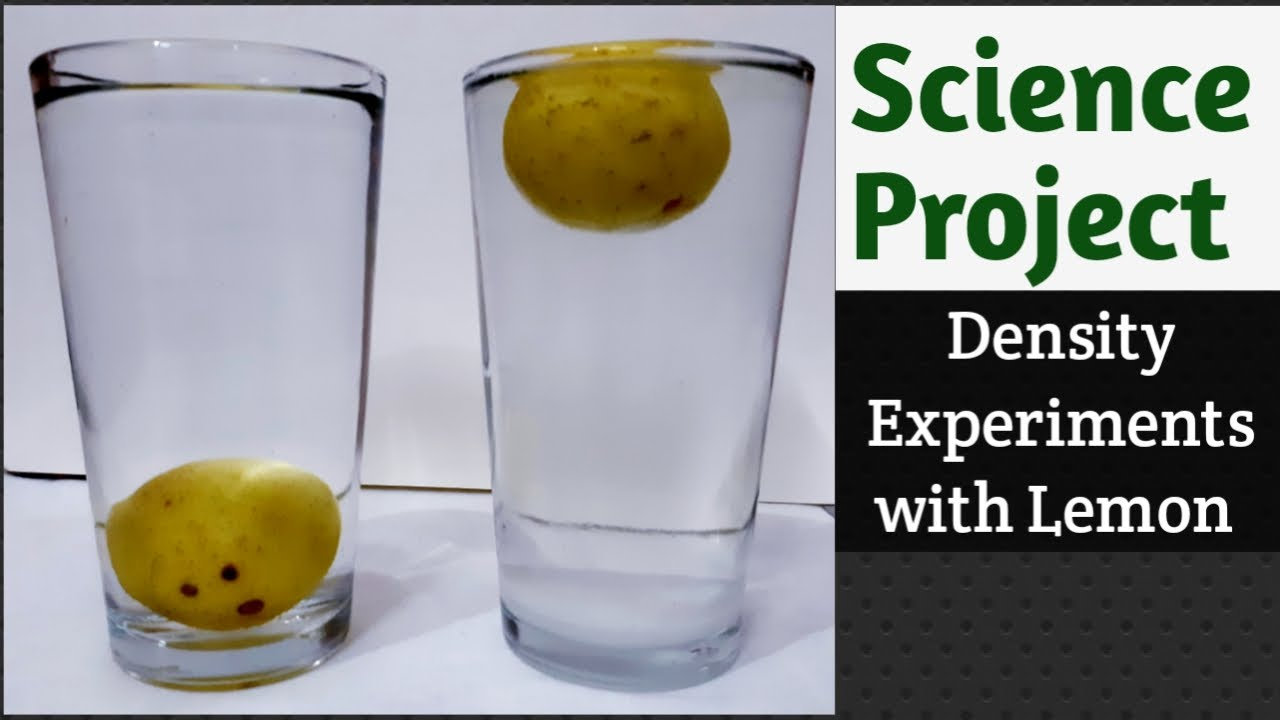 Science
Project
Density
Experiments
with Lemon